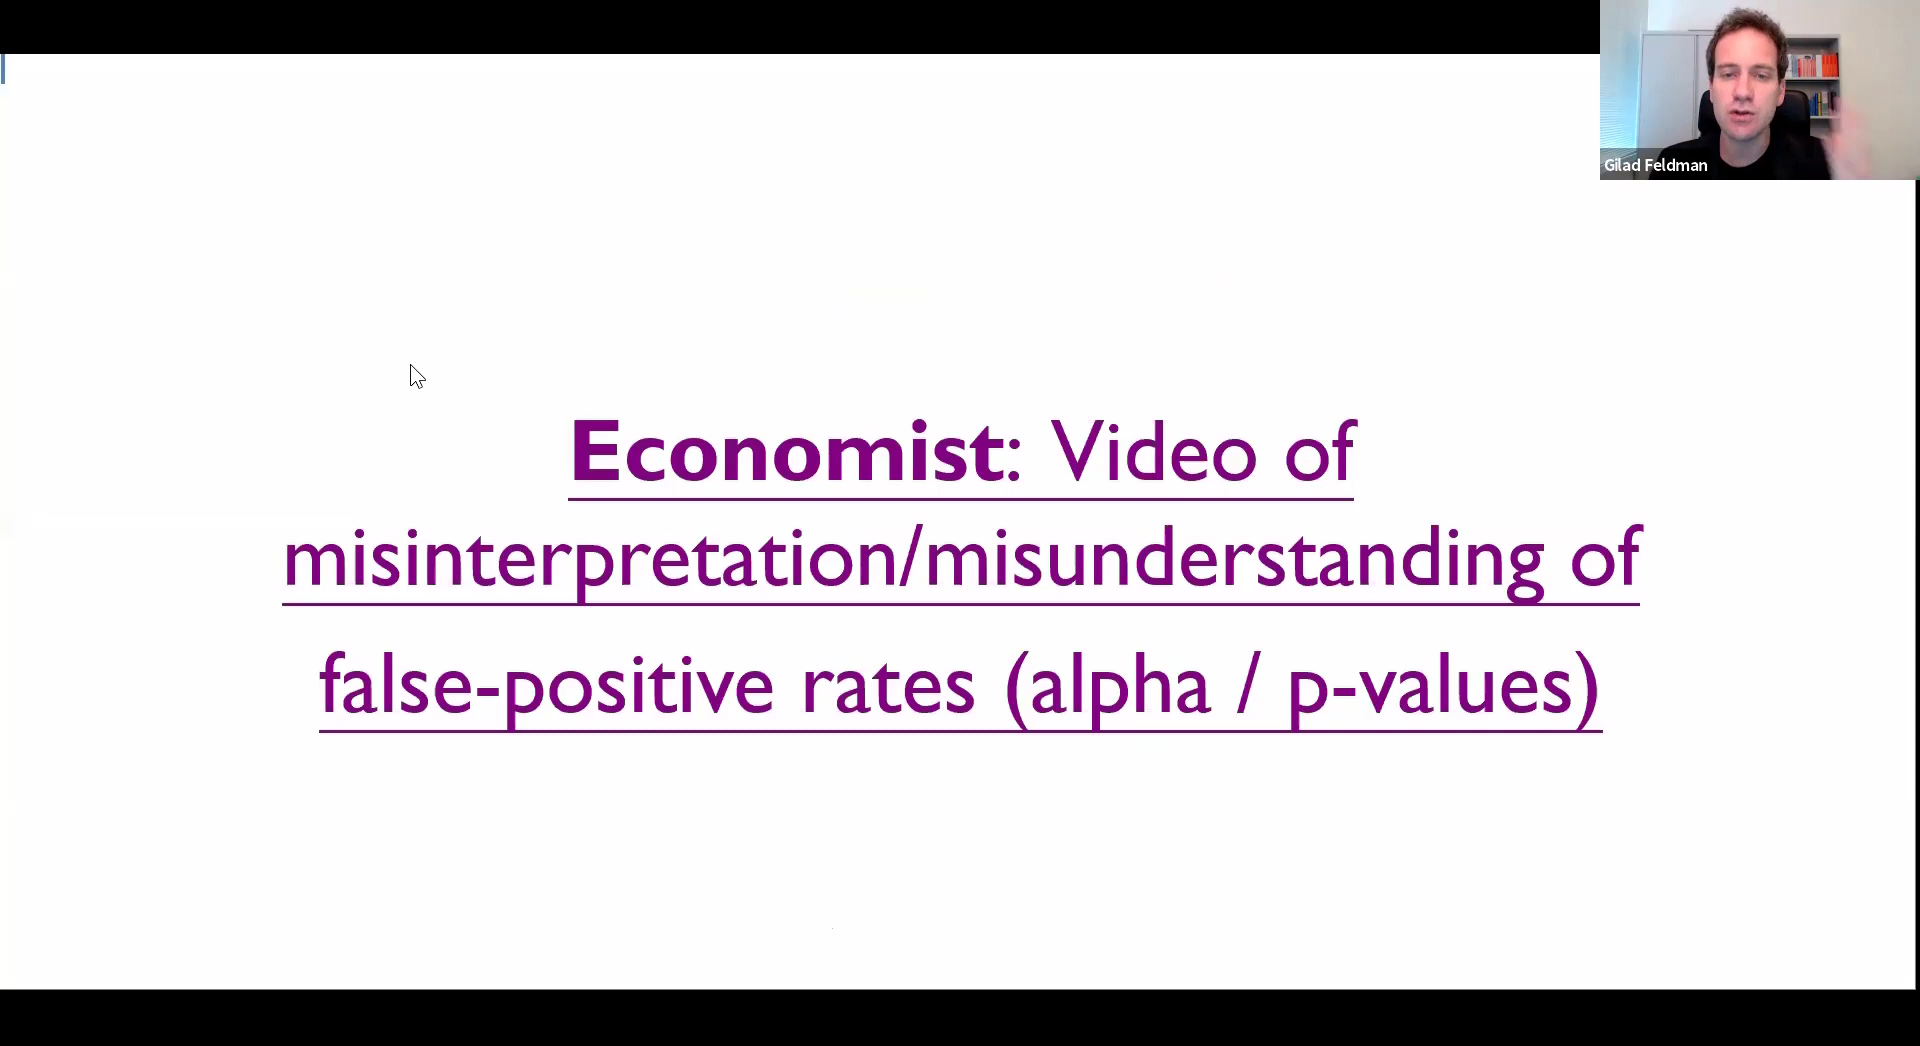 Gilad Feldman
Economist: Video of
misinterpretation/misunderstanding of
false-positive rates (alpha / p-values)